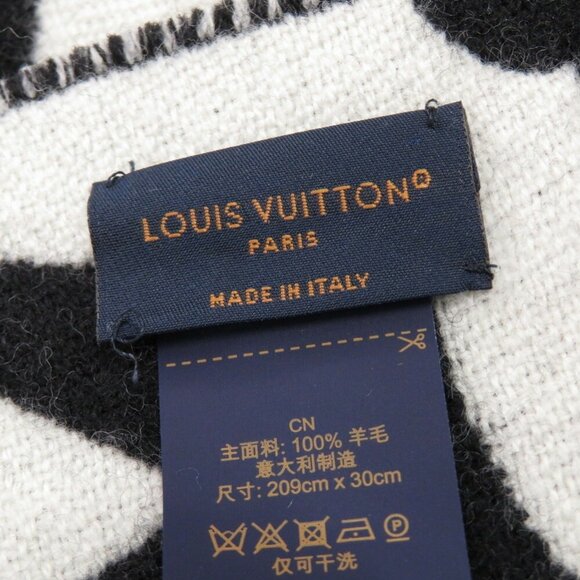 LOUIS VUITTON
PARIS
MADE IN ITALY
CN
主面料: 100% 羊毛
意大利制造
尺寸: 209cm x 30cm
P
仅可干洗